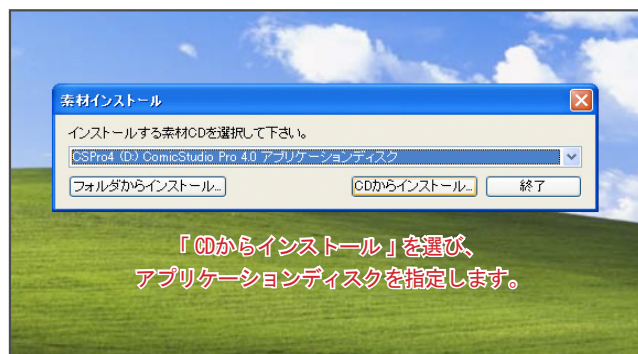 素材インストール
インストールする素材CDを選択して下さい。
CSPro4 (D:) ComicStudio Pro 4.0 アプリケーションディスク
フォルダからインストール...
CDからインストール...
終了
「CDからインストール」を選び、
アプリケーションディスクを指定します。